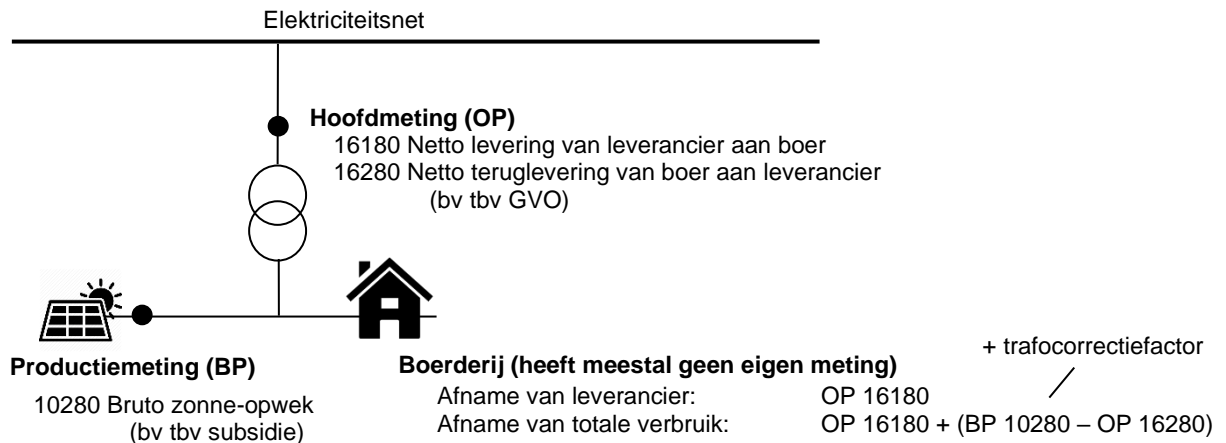 Elektriciteitsnet
Hoofdmeting (OP)
16180 Netto levering van leverancier aan boer
16280 Netto teruglevering van boer aan leverancier
(bv tbv GVO)
Productiemeting (BP)
10280 Bruto zonne-opwek
(bv tbv subsidie)
Boerderij (heeft meestal geen eigen meting)
+ trafocorrectiefactor
Afname van leverancier: OP 16180
Afname van totale verbruik: OP 16180 + (BP 10280 – OP 16280)